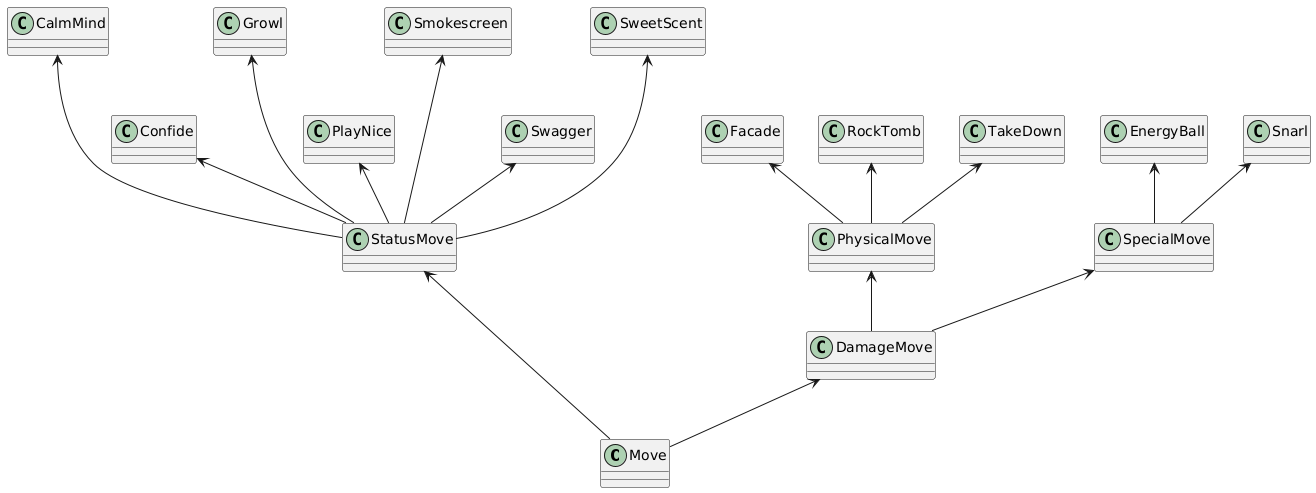 C CalmMind
C Growl
C Smokescreen
C SweetScent
C Confide
C PlayNice
C Swagger
C Facade
C RockTomb
C TakeDown
C EnergyBall
C Snarl
C StatusMove
C PhysicalMove
C SpecialMove
C DamageMove
C Move